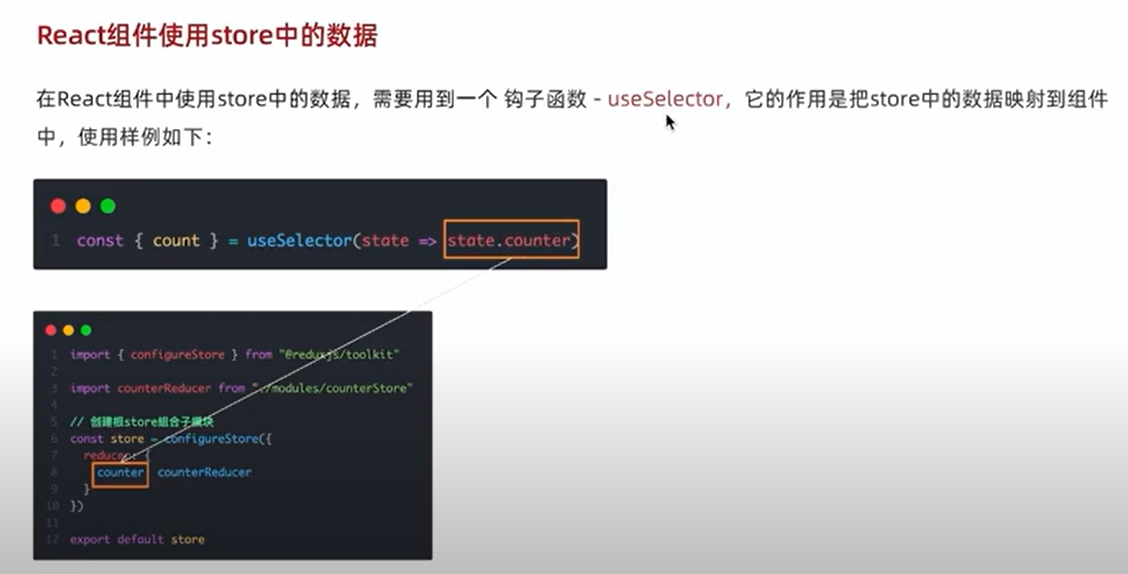 React组件使用store中的数据
在React组件中使用store中的数据，需要用到一个 钩子函数 - useSelector，它的作用是把store中的数据映射到组件
中，使用样例如下：
1 const { count } = useSelector(state => state.counter)
1 import { configureStore } from "@reduxjs/toolkit"
2
3 import counterReducer from "./modules/counterStore"
4
5 // 创建根store组合子模块
6 const store = configureStore({
7 reducer: {
8 counter counterReducer
9 }
10 })
11
12 export default store